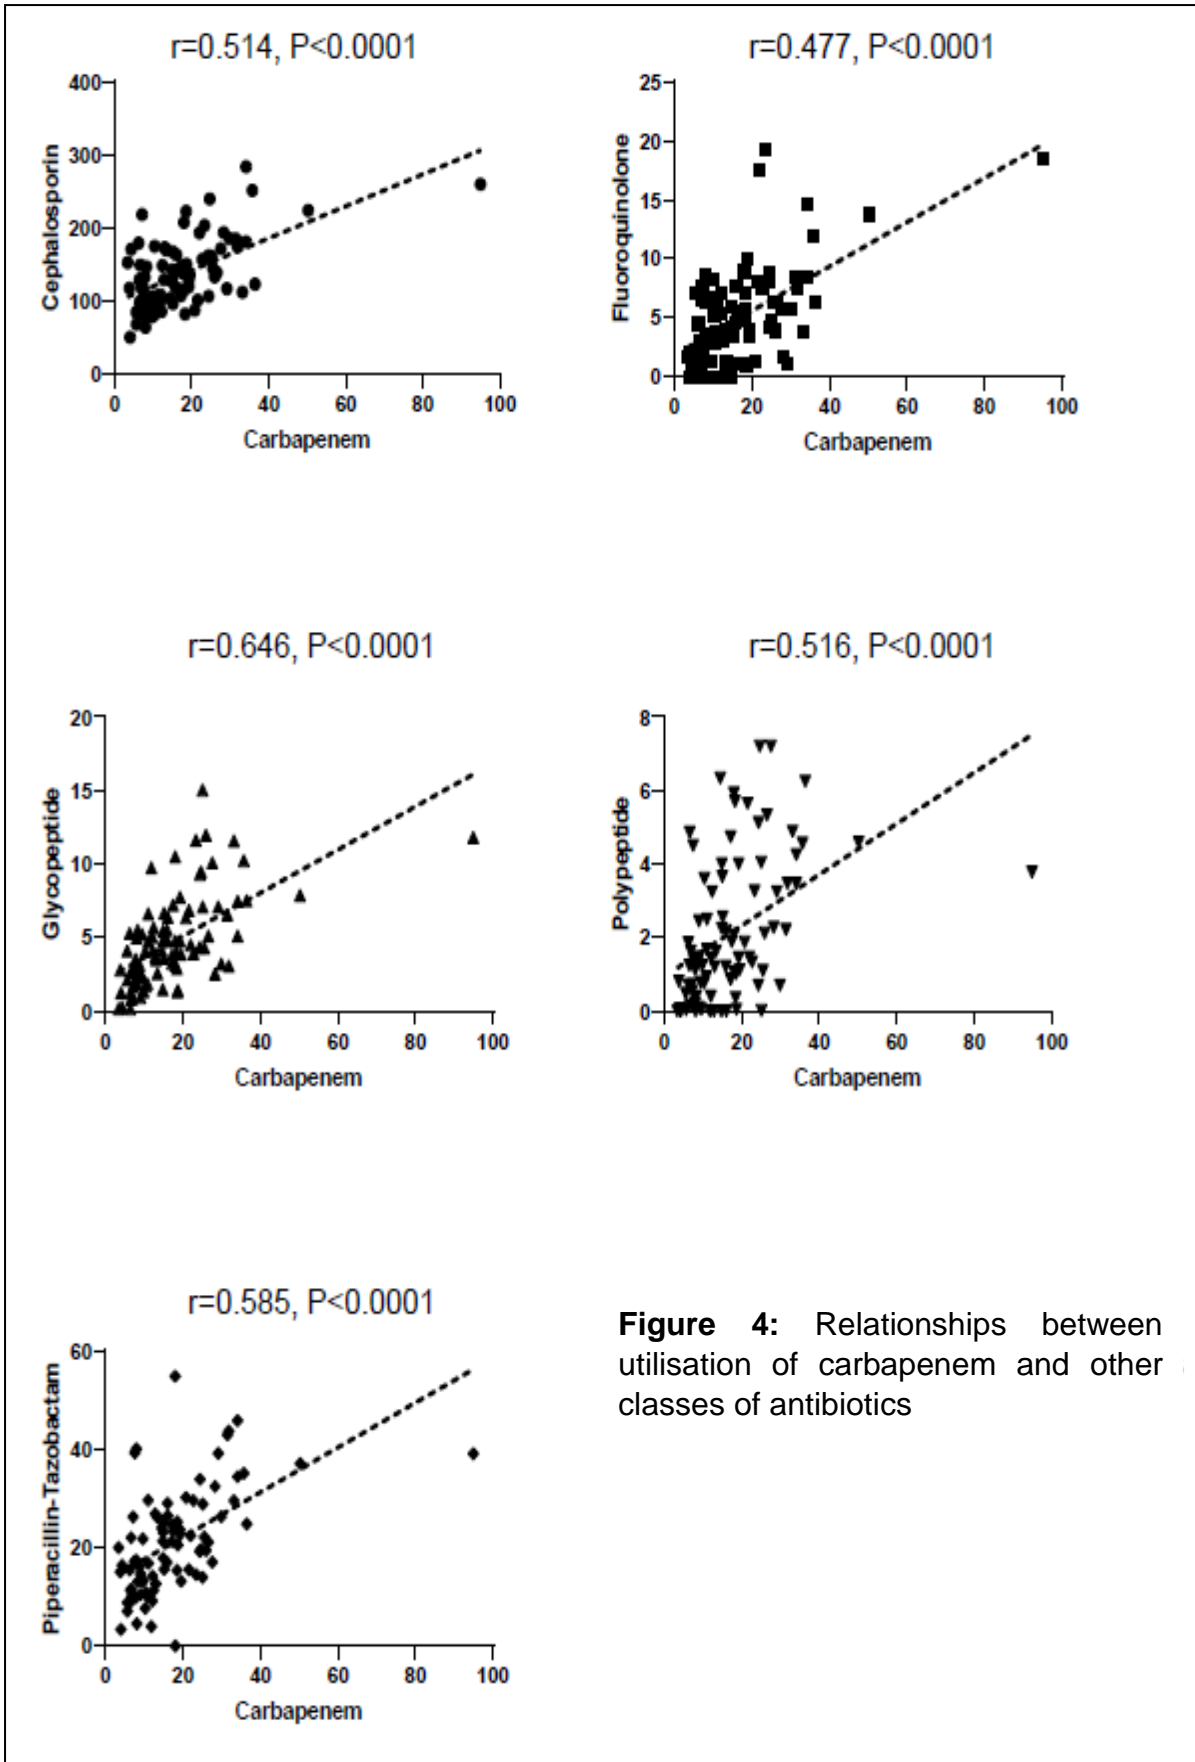 r=0.514, P<0.0001
400
300
200
100
0
Cephalosporin
0 20 40 60 80 100
Carbapenem
r=0.477, P<0.0001
25
20
15
10
5
0
Fluoroquinolone
0 20 40 60 80 100
Carbapenem
r=0.646, P<0.0001
20
15
10
5
0
Glycopeptide
0 20 40 60 80 100
Carbapenem
r=0.516, P<0.0001
8
6
4
2
0
Polypeptide
0 20 40 60 80 100
Carbapenem
r=0.585, P<0.0001
60
40
20
0
Piperacillin-Tazobactam
0 20 40 60 80 100
Carbapenem
Figure 4: Relationships between
utilisation of carbapenem and other
classes of antibiotics